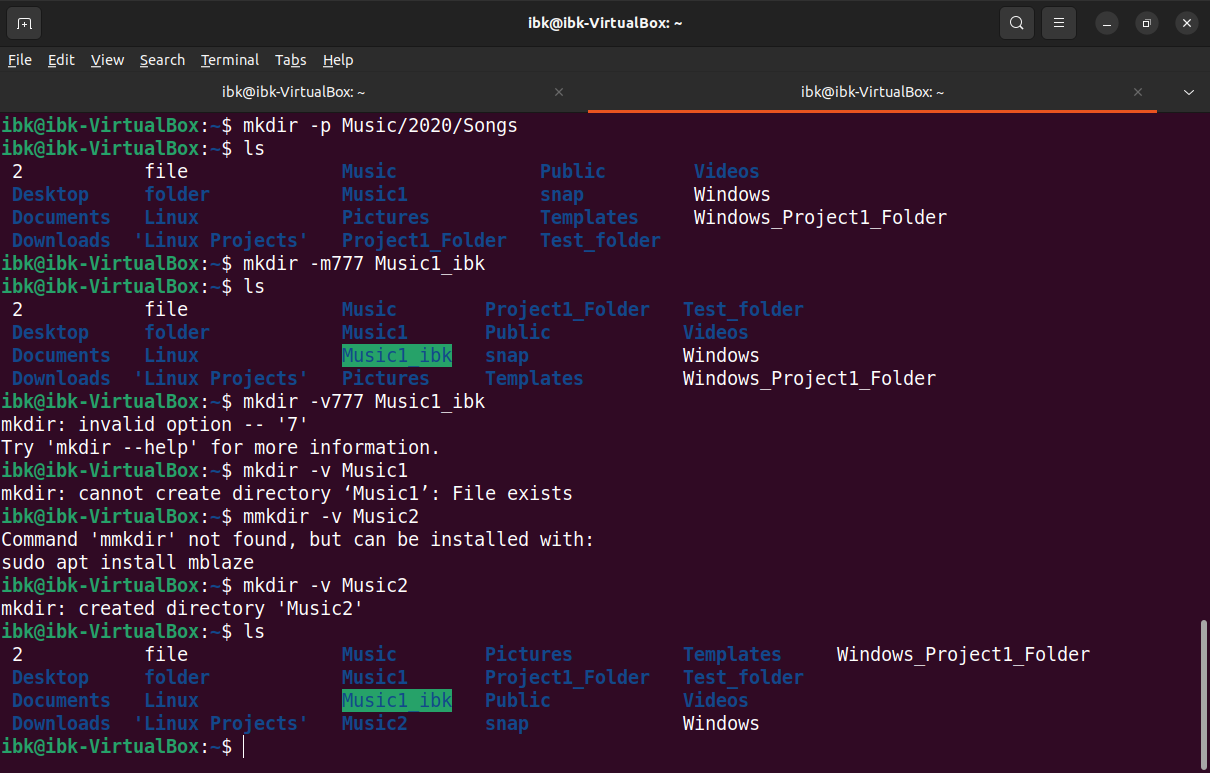 ibk@ibk-VirtualBox: ~
File Edit View Search Terminal Tabs Help
ibk@ibk-VirtualBox: ~ × ibk@ibk-VirtualBox: ~ ×
ibk@ibk-VirtualBox:~$ mkdir -p Music/2020/Songs
ibk@ibk-VirtualBox:~$ ls
2 file Music Public Videos
Desktop folder Music1 snap Windows
Documents Linux Pictures Templates Windows_Project1_Folder
Downloads 'Linux Projects' Project1_Folder Test_folder
ibk@ibk-VirtualBox:~$ mkdir -m777 Music1_ibk
ibk@ibk-VirtualBox:~$ ls
2 file Music Project1_Folder Test_folder
Desktop folder Music1 Public Videos
Documents Linux Music1_ibk snap Windows
Downloads 'Linux Projects' Pictures Templates Windows_Project1_Folder
ibk@ibk-VirtualBox:~$ mkdir -v777 Music1_ibk
mkdir: invalid option -- '7'
Try 'mkdir --help' for more information.
ibk@ibk-VirtualBox:~$ mkdir -v Music1
mkdir: cannot create directory ‘Music1’: File exists
ibk@ibk-VirtualBox:~$ mmkdir -v Music2
Command 'mmkdir' not found, but can be installed with:
sudo apt install mblaze
ibk@ibk-VirtualBox:~$ mkdir -v Music2
mkdir: created directory 'Music2'
ibk@ibk-VirtualBox:~$ ls
2 file Music Pictures Templates Windows_Project1_Folder
Desktop folder Music1 Project1_Folder Test_folder
Documents Linux Music1_ibk Public Videos
Downloads 'Linux Projects' Music2 snap Windows
ibk@ibk-VirtualBox:~$